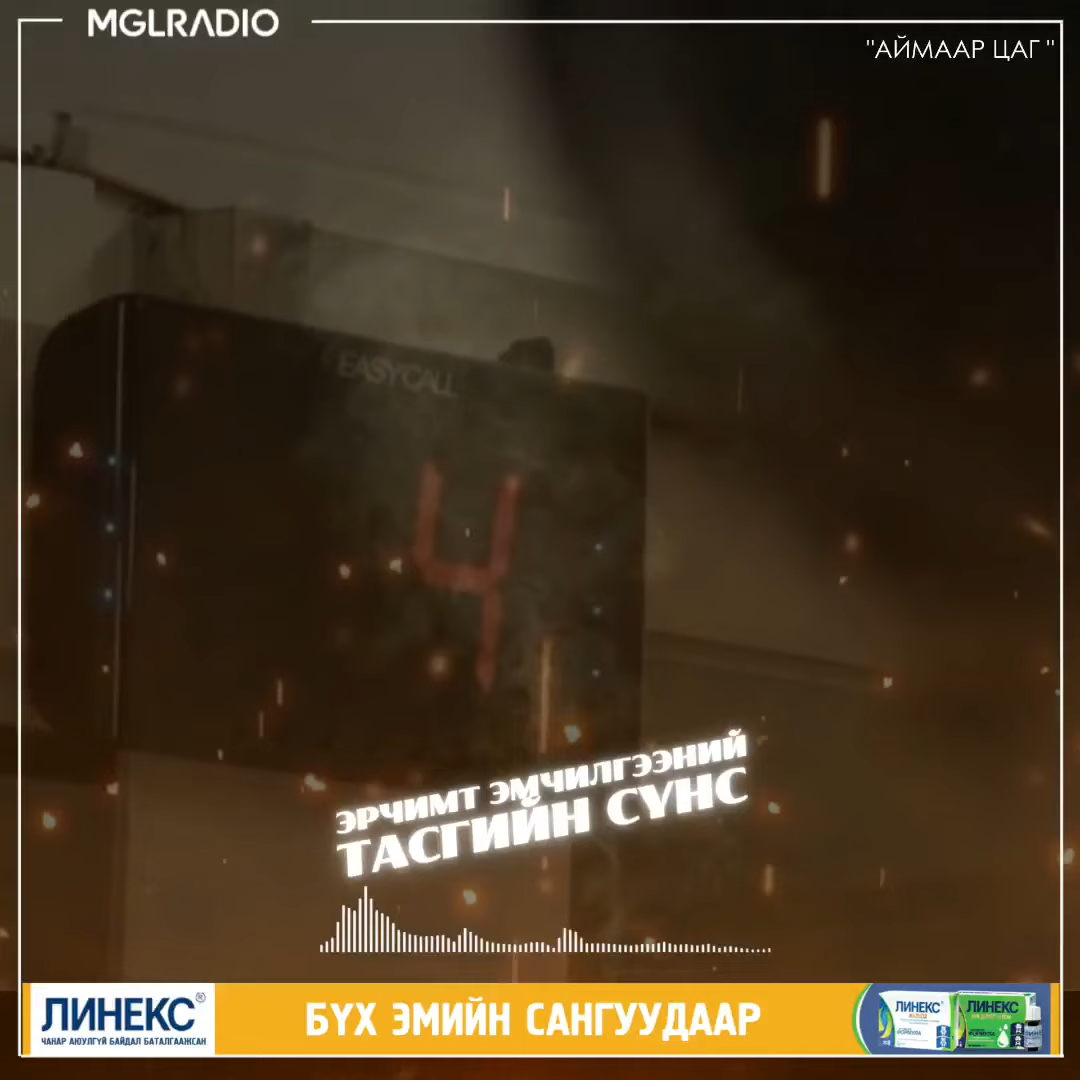 MGLRADIO
"АЙМААР ЦАГ "
EASYCALL
4
ЭРЧИМТ ЭМЧИЛГЭЭНИЙ
ТАСГИЙН СҮНС
ЛИНЕКС®
ЧАНАР АЮУЛГҮЙ БАЙДАЛ БАТАЛГААЖСАН
БҮХ ЭМИЙН САНГУУДААР
ЛИНЕКС
ЛИНЕКС